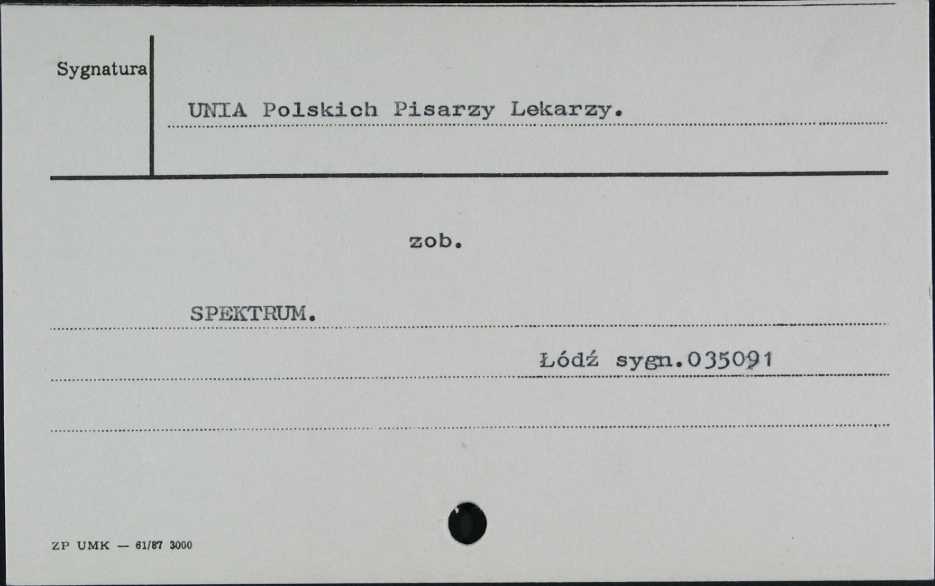 Sygnatura
UNIA Polskich Pisarzy Lekarzy.
zob.
SPEKTRUM.
Łódź sygn.035091
ZP UMK — 61/87 3000